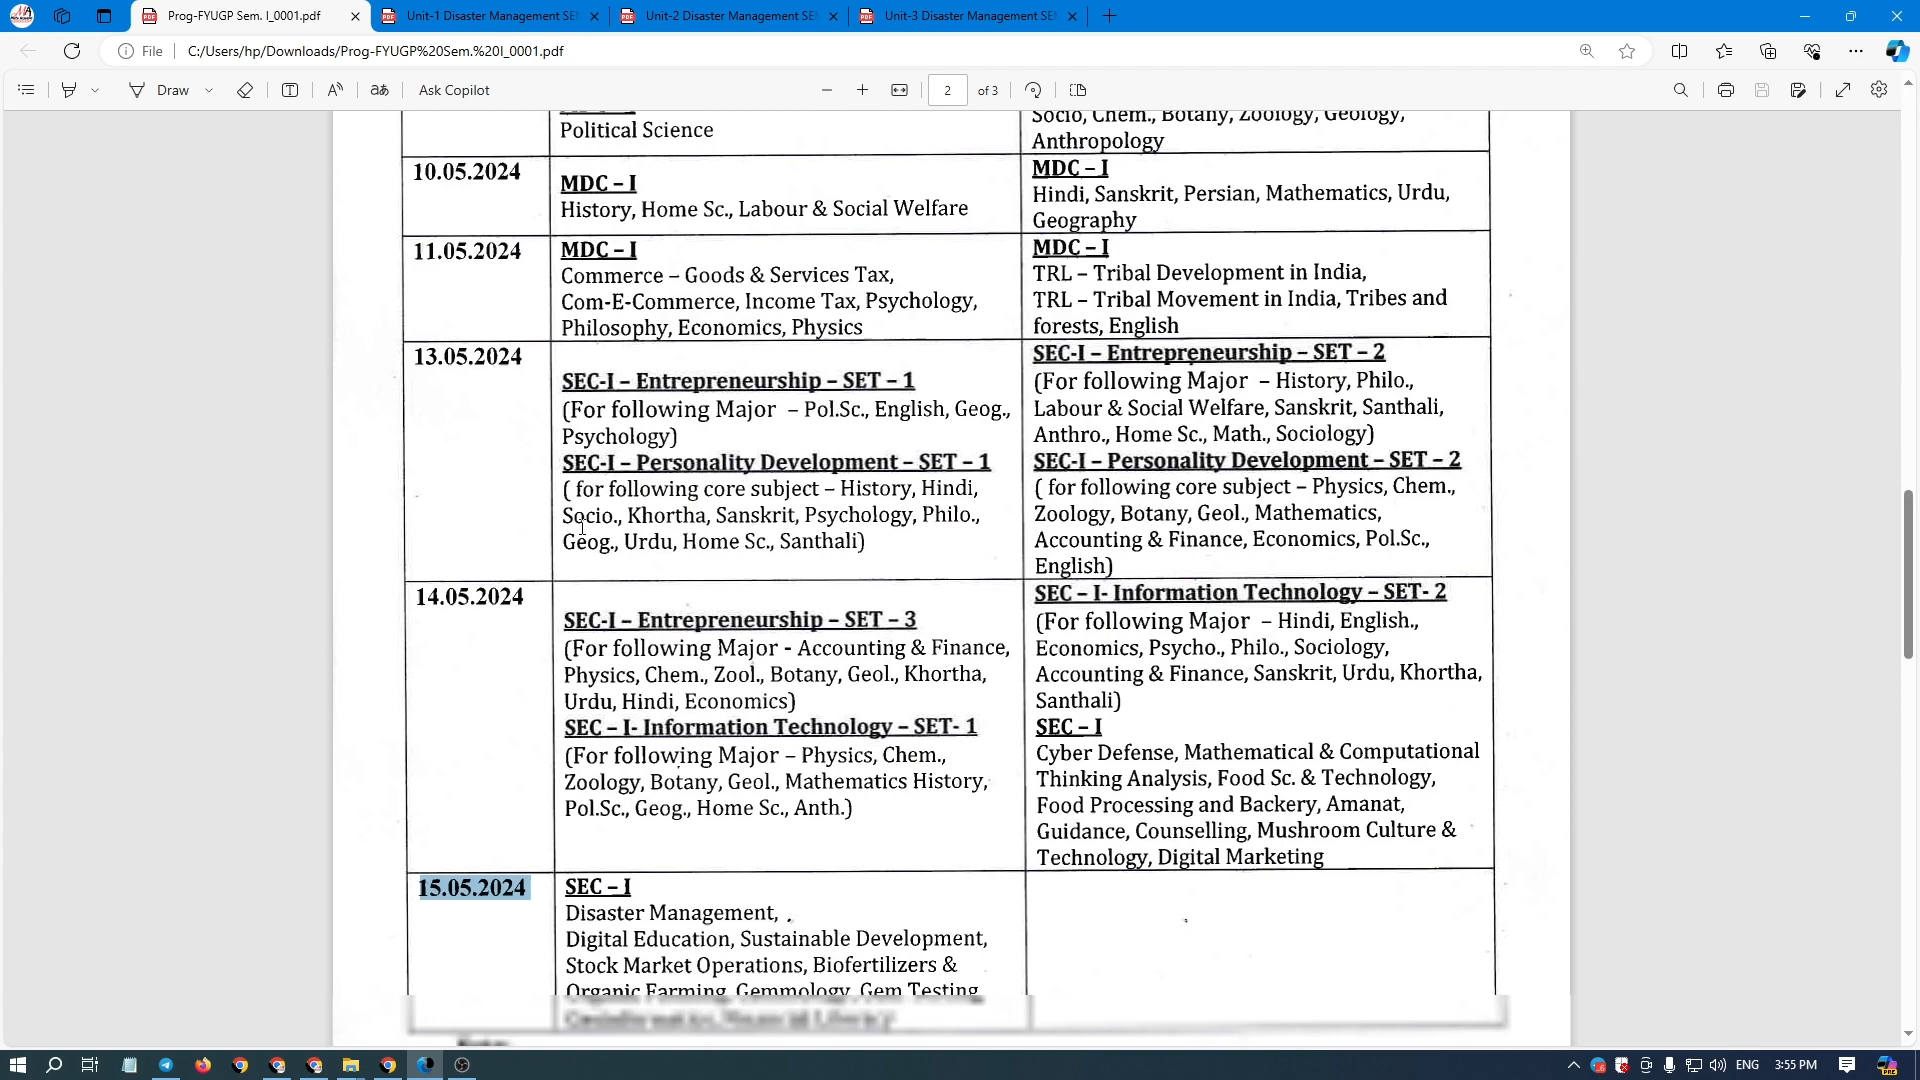 Prog-FYUGP Sem. I_0001.pdf
Unit-1 Disaster Management SEM
Unit-2 Disaster Management SEM
Unit-3 Disaster Management SEM
File
C:/Users/hp/Downloads/Prog-FYUGP%20Sem.%20I_0001.pdf
Draw
Ask Copilot
2
of 3
Political Science
Socio, Chem., Botany, Zoology, Geology,
Anthropology
10.05.2024
MDC – I
History, Home Sc., Labour & Social Welfare
MDC – I
Hindi, Sanskrit, Persian, Mathematics, Urdu,
Geography
11.05.2024
MDC – I
Commerce – Goods & Services Tax,
Com-E-Commerce, Income Tax, Psychology,
Philosophy, Economics, Physics
MDC – I
TRL – Tribal Development in India,
TRL – Tribal Movement in India, Tribes and
forests, English
13.05.2024
SEC-I – Entrepreneurship – SET – 1
(For following Major – Pol.Sc., English, Geog.,
Psychology)
SEC-I – Personality Development – SET – 1
( for following core subject – History, Hindi,
Socio., Khortha, Sanskrit, Psychology, Philo.,
Geog., Urdu, Home Sc., Santhali)
SEC-I – Entrepreneurship – SET – 2
(For following Major – History, Philo.,
Labour & Social Welfare, Sanskrit, Santhali,
Anthro., Home Sc., Math., Sociology)
SEC-I – Personality Development – SET – 2
( for following core subject – Physics, Chem.,
Zoology, Botany, Geol., Mathematics,
Accounting & Finance, Economics, Pol.Sc.,
English)
14.05.2024
SEC-I – Entrepreneurship – SET – 3
(For following Major - Accounting & Finance,
Physics, Chem., Zool., Botany, Geol., Khortha,
Urdu, Hindi, Economics)
SEC – I- Information Technology – SET- 1
(For following Major – Physics, Chem.,
Zoology, Botany, Geol., Mathematics History,
Pol.Sc., Geog., Home Sc., Anth.)
SEC – I- Information Technology – SET- 2
(For following Major – Hindi, English.,
Economics, Psycho., Philo., Sociology,
Accounting & Finance, Sanskrit, Urdu, Khortha,
Santhali)
SEC – I
Cyber Defense, Mathematical & Computational
Thinking Analysis, Food Sc. & Technology,
Food Processing and Backery, Amanat,
Guidance, Counselling, Mushroom Culture &
Technology, Digital Marketing
15.05.2024
SEC – I
Disaster Management,
Digital Education, Sustainable Development,
Stock Market Operations, Biofertilizers &
Organic Farming, Gemmology, Gem Testing,
ENG
3:55 PM